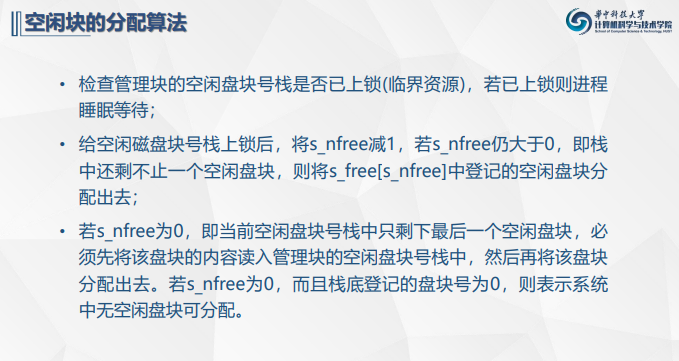 空闲块的分配算法
华中科技大学
计算机科学与技术学院
School of Computer Science & Technology, HUST
• 检查管理块的空闲盘块号栈是否已上锁(临界资源)，若已上锁则进程
睡眠等待；
• 给空闲磁盘块号栈上锁后，将s_nfree减1，若s_nfree仍大于0，即栈
中还剩不止一个空闲盘块，则将s_free[s_nfree]中登记的空闲盘块分
配出去；
• 若s_nfree为0，即当前空闲盘块号栈中只剩下最后一个空闲盘块，必
须先将该盘块的内容读入管理块的空闲盘块号栈中，然后再将该盘块
分配出去。若s_nfree为0，而且栈底登记的盘块号为0，则表示系统
中无空闲盘块可分配。